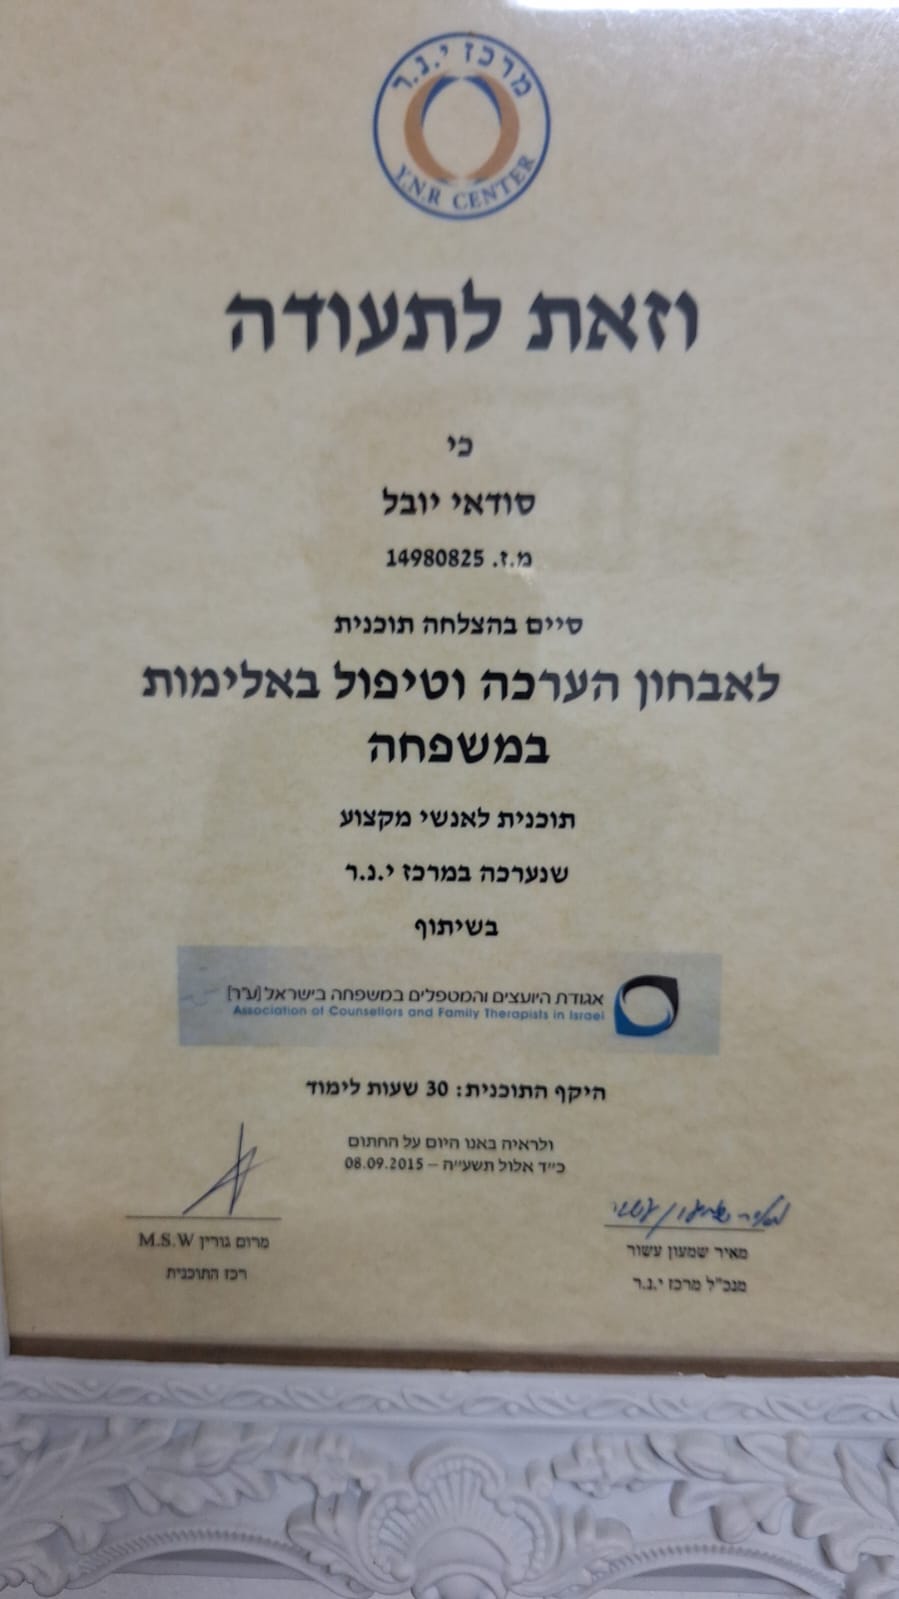 מרכז י.נ.ר
Y.N.R CENTER
וזאת לתעודה
כי
סודאי יובל
מ.ז. 14980825
סיים בהצלחה תוכנית
לאבחון הערכה וטיפול באלימות
במשפחה
תוכנית לאנשי מקצוע
שנערכה במרכז י.נ.ר
בשיתוף
אגודת היועצים והמטפלים במשפחה בישראל [ע"ר]
Association of Counsellors and Family Therapists in Israel
היקף התוכנית: 30 שעות לימוד
ולראיה באנו היום על החתום
כ״ד אלול תשע״ה – 08.09.2015
מאיר שמעון עשור
מאיר שמעון עשור
מנכ"ל מרכז י.נ.ר
מרום גורין M.S.W
רכז התוכנית